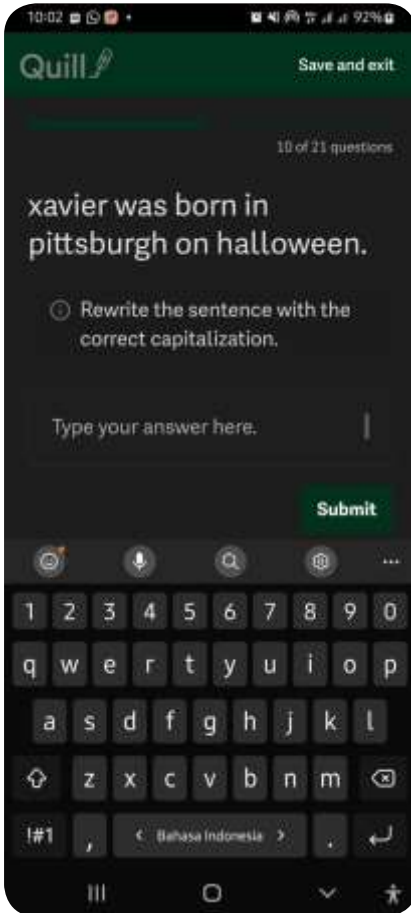 10:02
92%
Quill
Save and exit
10 of 21 questions
xavier was born in
pittsburgh on halloween.
Rewrite the sentence with the
correct capitalization.
Type your answer here.
Submit
1 2 3 4 5 6 7 8 9 0
q w e r t y u i o p
a s d f g h j k l
z x c v b n m
!#1 , < Bahasa Indonesia > .